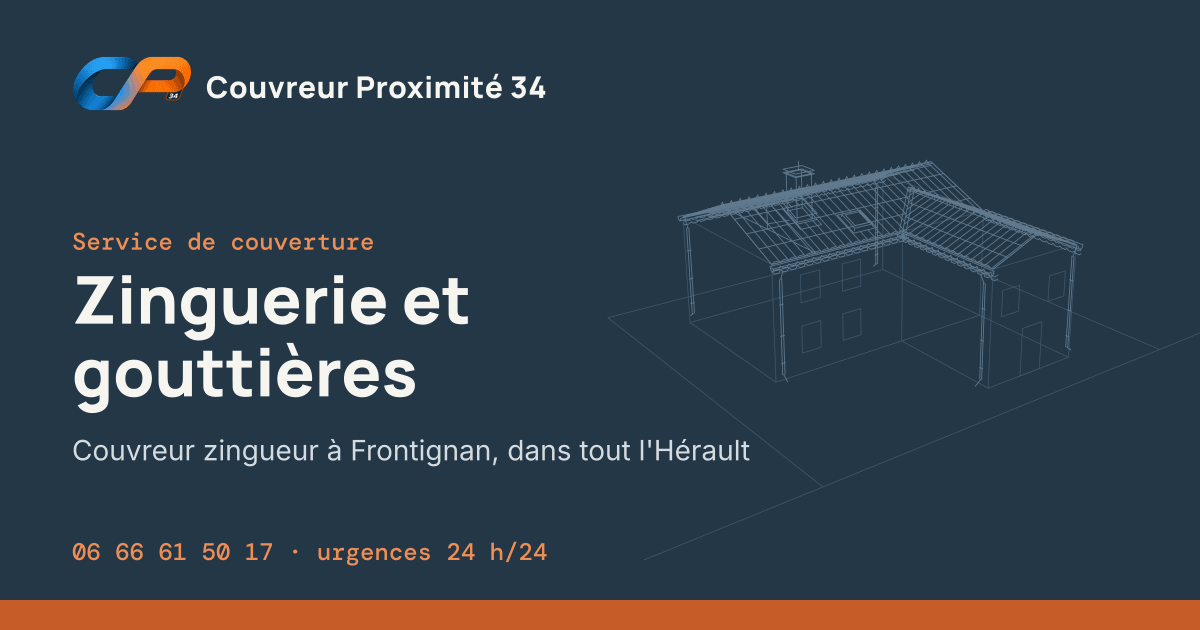 CP
34
Couvreur Proximité 34
Service de couverture
Zinguerie et
gouttières
Couvreur zingueur à Frontignan, dans tout l'Hérault
06 66 61 50 17 · urgences 24 h/24